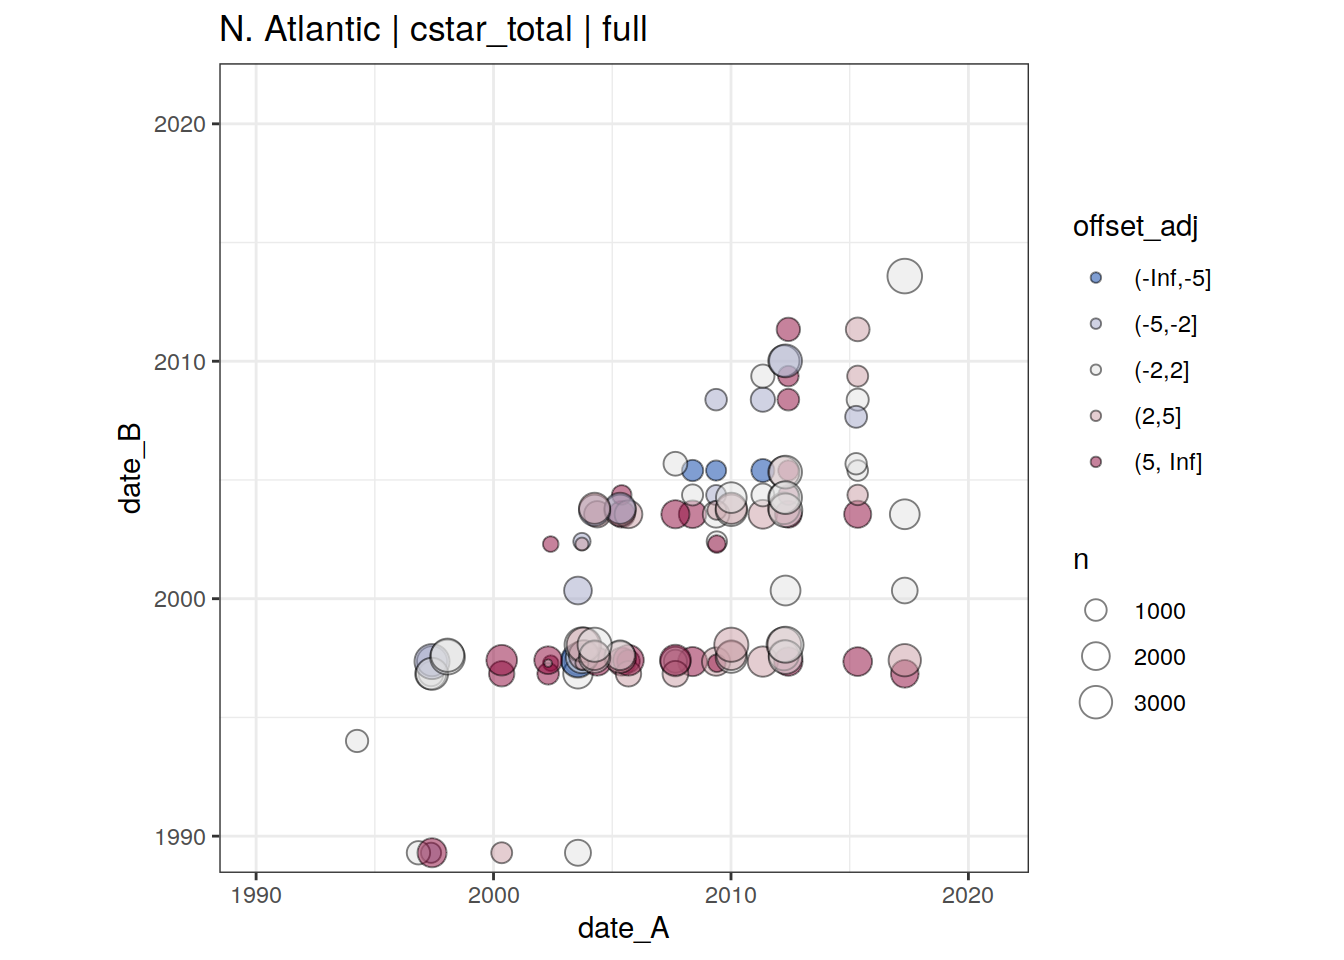 N. Atlantic | cstar_total | full
2020
2010
2000
1990
date_B
1990
2000
2010
2020
date_A
offset_adj
(-Inf,-5]
(-5,-2]
(-2,2]
(2,5]
(5, Inf]
n
1000
2000
3000